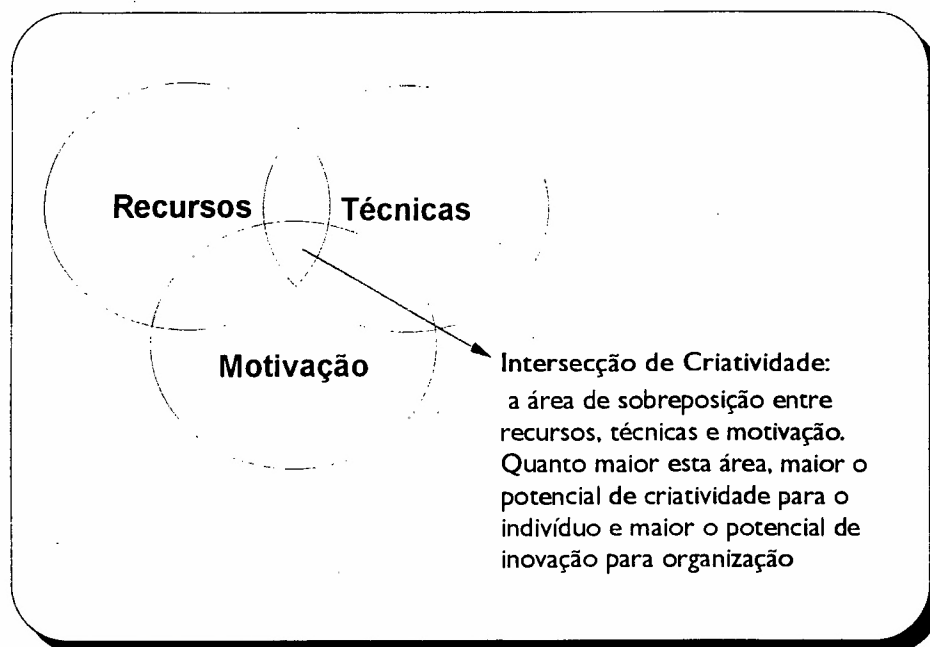 Recursos
Técnicas
Motivação
Intersecção de Criatividade:
a área de sobreposição entre
recursos, técnicas e motivação.
Quanto maior esta área, maior o
potencial de criatividade para o
indivíduo e maior o potencial de
inovação para organização